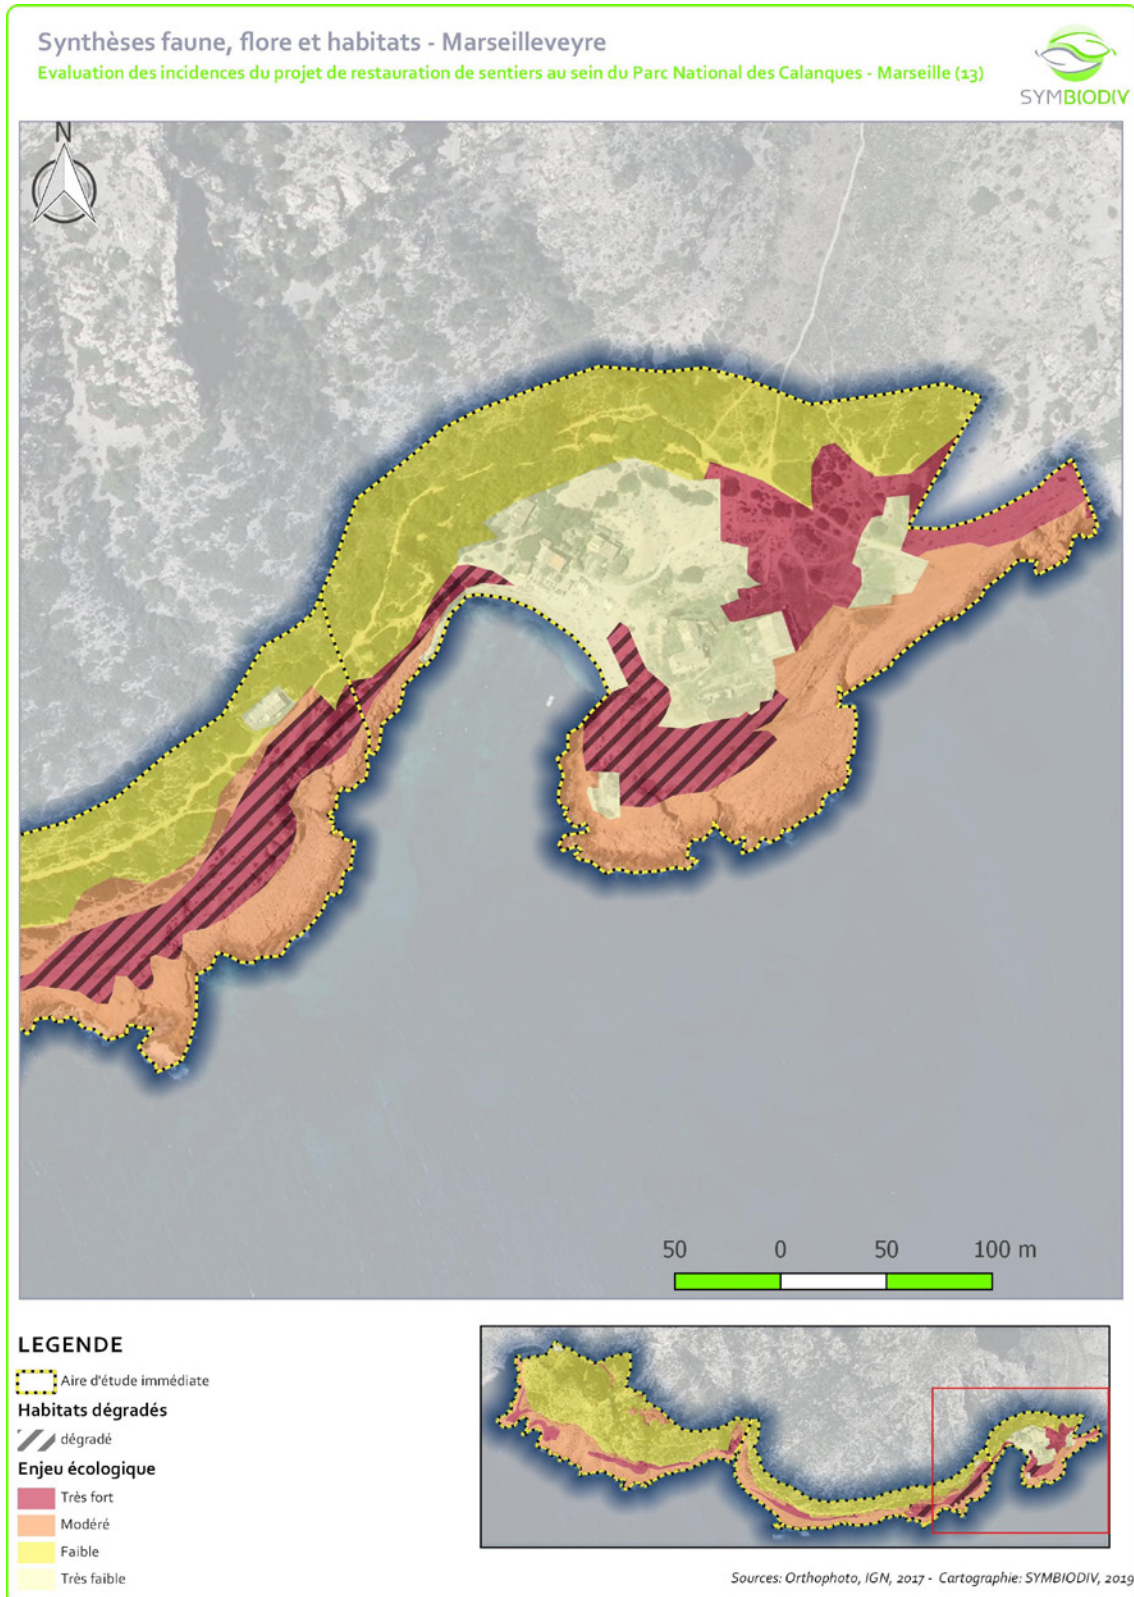 Synthèses faune, flore et habitats - Marseilleveyre
Evaluation des incidences du projet de restauration de sentiers au sein du Parc National des Calanques - Marseille (13)
SYMBIODIV
N
50 0 50 100 m
LEGENDE
Aire d'étude immédiate
Habitats dégradés
dégradé
Enjeu écologique
Très fort
Modéré
Faible
Très faible
Sources: Orthophoto, IGN, 2017 - Cartographie: SYMBIODIV, 2019